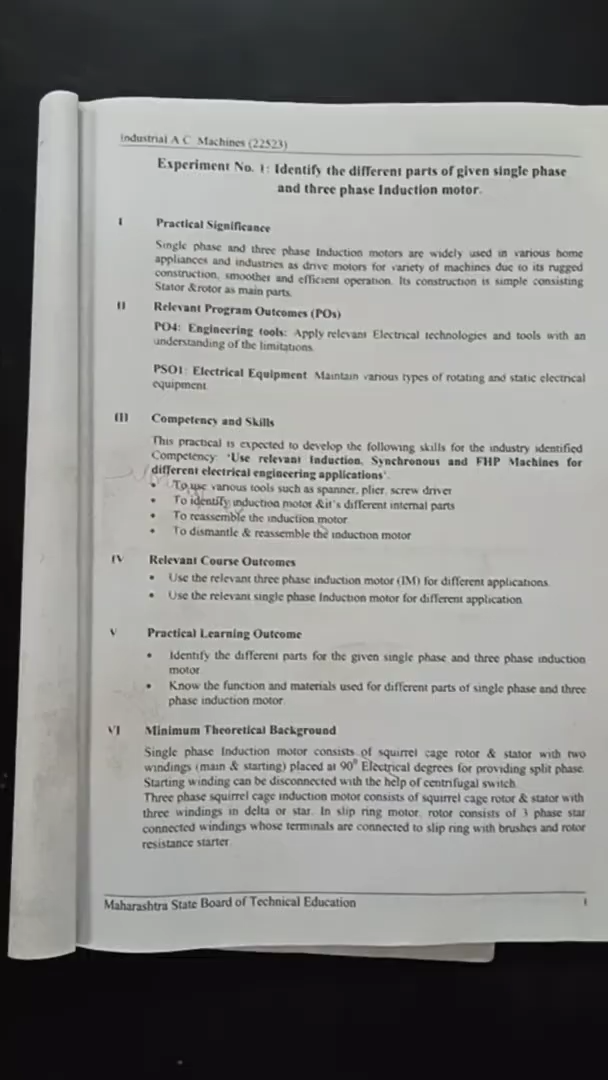 Industrial A C Machines (22523)
Experiment No. 1: Identify the different parts of given single phase
and three phase Induction motor.
I Practical Significance
Single phase and three phase Induction motors are widely used in various home
appliances and industries as drive motors for variety of machines due to its rugged
construction, smoother and efficient operation. Its construction is simple consisting
Stator &rotor as main parts.
II Relevant Program Outcomes (POs)
PO4: Engineering tools: Apply relevant Electrical technologies and tools with an
understanding of the limitations.
PSO1: Electrical Equipment Maintain various types of rotating and static electrical
equipment
III Competency and Skills
This practical is expected to develop the following skills for the industry identified
Competency: 'Use relevant Induction, Synchronous and FHP Machines for
different electrical engineering applications'.
• To use various tools such as spanner, plier, screw driver
• To identify induction motor &it's different internal parts
• To reassemble the induction motor
• To dismantle & reassemble the induction motor
IV Relevant Course Outcomes
• Use the relevant three phase induction motor (IM) for different applications.
• Use the relevant single phase Induction motor for different application
V Practical Learning Outcome
• Identify the different parts for the given single phase and three phase induction
motor
• Know the function and materials used for different parts of single phase and three
phase induction motor.
VI Minimum Theoretical Background
Single phase Induction motor consists of squirrel cage rotor & stator with two
windings (main & starting) placed at 90⁰ Electrical degrees for providing split phase.
Starting winding can be disconnected with the help of centrifugal switch.
Three phase squirrel cage induction motor consists of squirrel cage rotor & stator with
three windings in delta or star. In slip ring motor, rotor consists of 3 phase star
connected windings whose terminals are connected to slip ring with brushes and rotor
resistance starter.
Maharashtra State Board of Technical Education 1